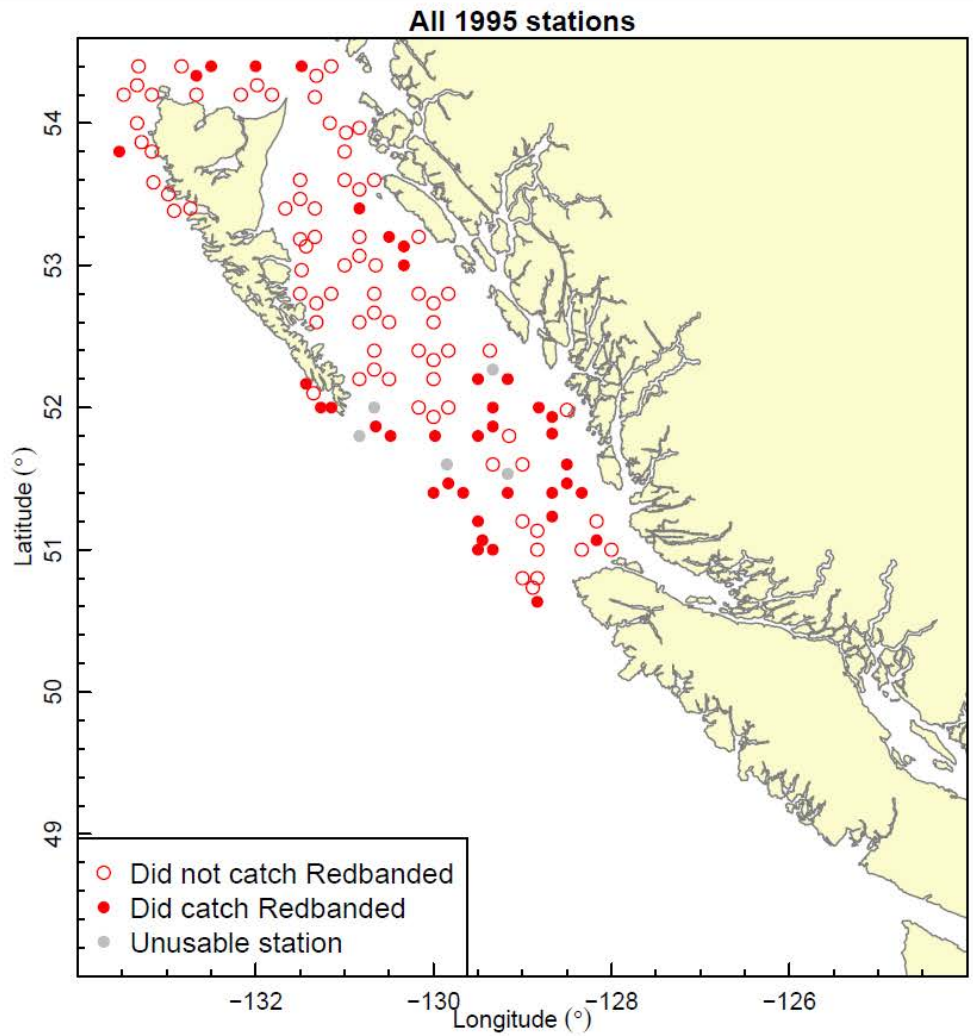 All 1995 stations
54
53
52
51
50
49
Latitude (°)
Did not catch Redbanded
Did catch Redbanded
Unusable station
−132
−130
−128
−126
Longitude (°)